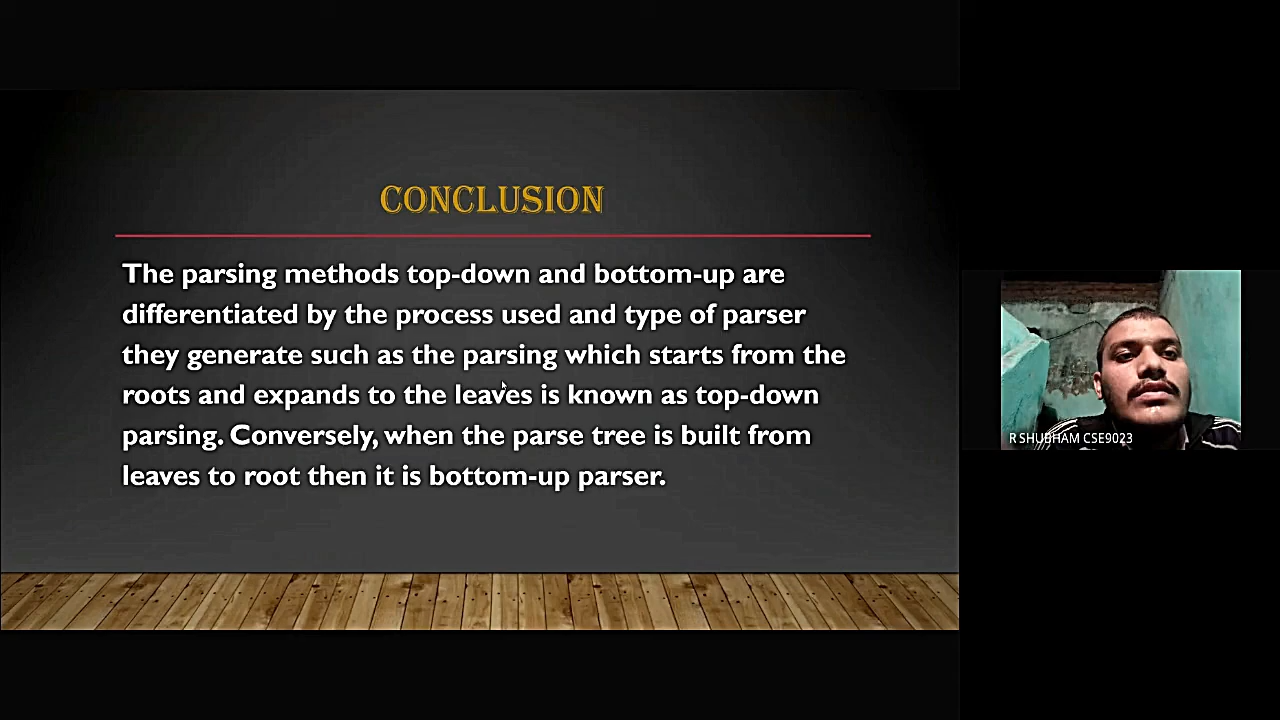 CONCLUSION
The parsing methods top-down and bottom-up are
differentiated by the process used and type of parser
they generate such as the parsing which starts from the
roots and expands to the leaves is known as top-down
parsing. Conversely, when the parse tree is built from
leaves to root then it is bottom-up parser.
R SHUBHAM CSE9023